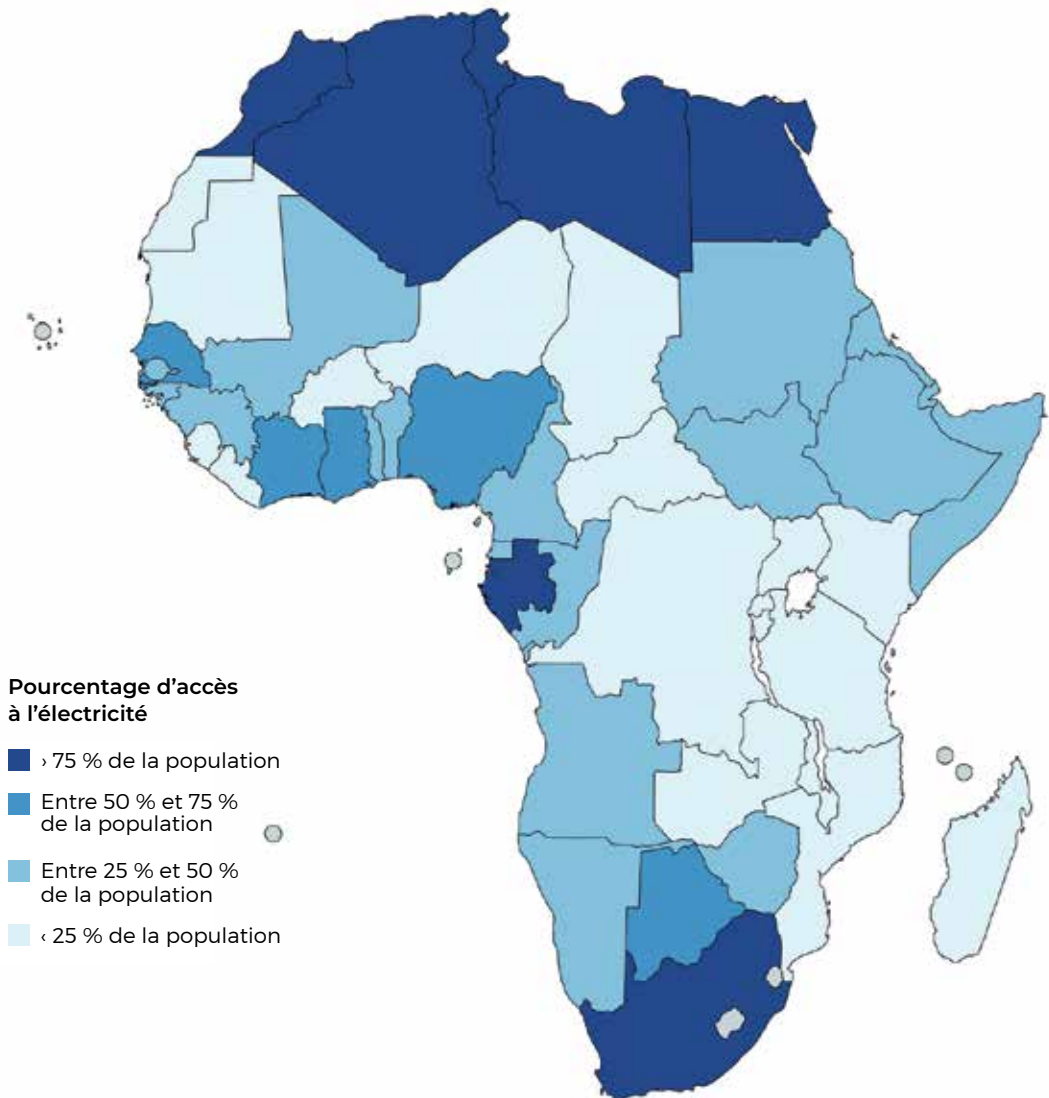 Pourcentage d’accès
à l’électricité
› 75 % de la population
Entre 50 % et 75 %
de la population
Entre 25 % et 50 %
de la population
‹ 25 % de la population